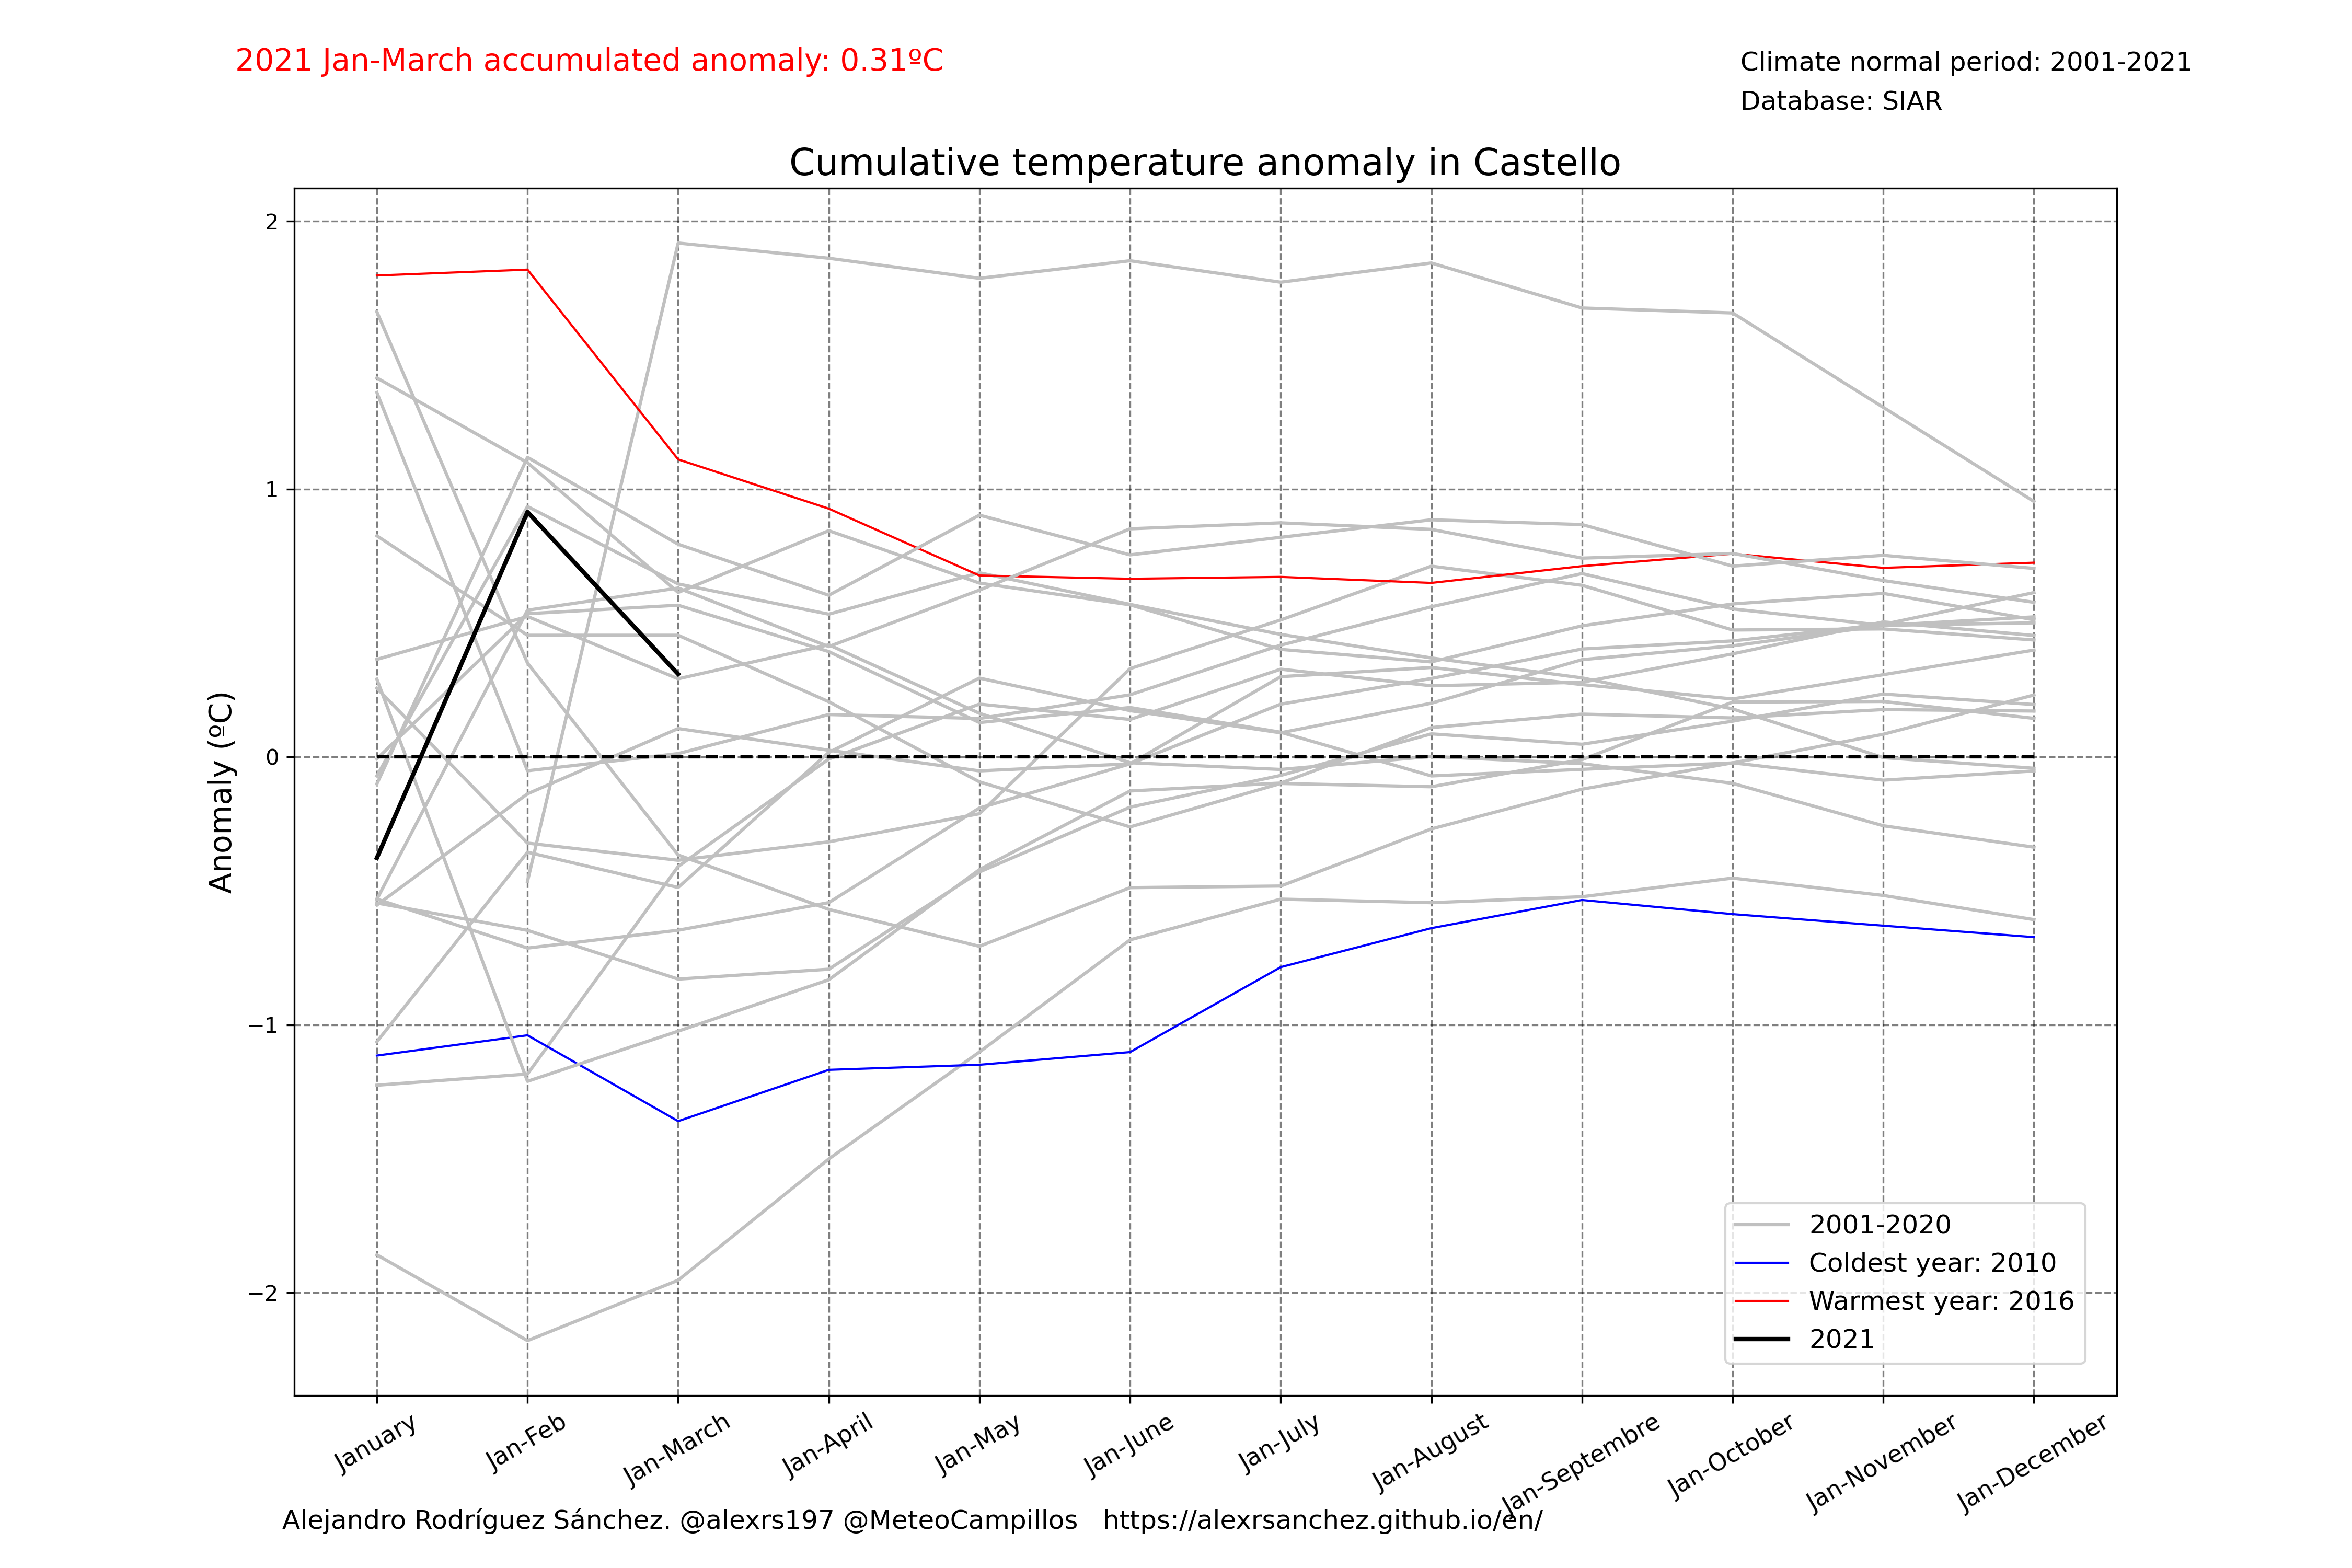 2021 Jan-March accumulated anomaly: 0.31ºC
Climate normal period: 2001-2021
Database: SIAR
Cumulative temperature anomaly in Castello
Anomaly (ºC)
2
1
0
−1
−2
2001-2020
Coldest year: 2010
Warmest year: 2016
2021
January
Jan-Feb
Jan-March
Jan-April
Jan-May
Jan-June
Jan-July
Jan-August
Jan-Septembre
Jan-October
Jan-November
Jan-December
Alejandro Rodríguez Sánchez. @alexrs197 @MeteoCampillos   https://alexrsanchez.github.io/en/